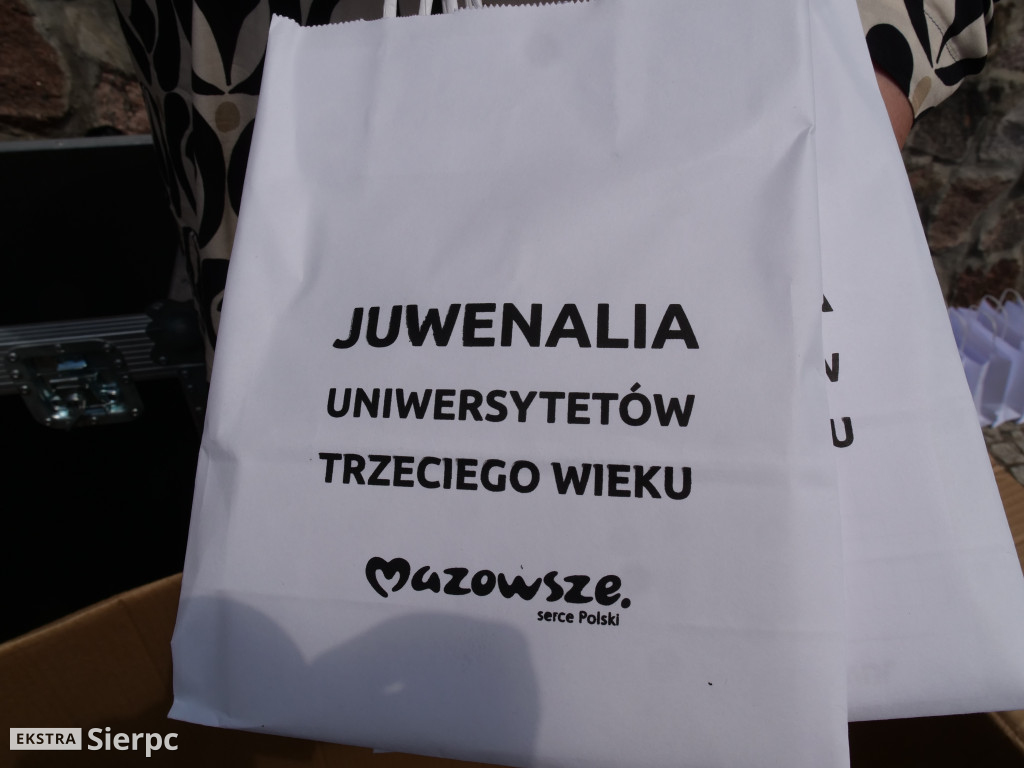 JUWENALIA
UNIWERSYTETÓW
TRZECIEGO WIEKU
Mazowsze.
serce Polski
EKSTRA Sierpc